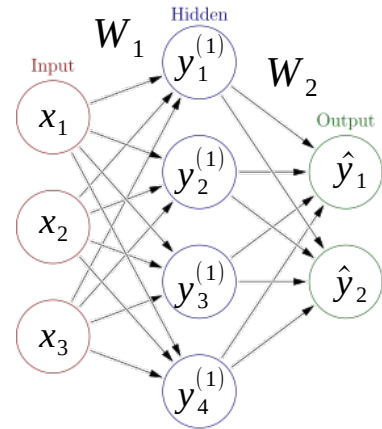 Hidden
W₁
y₁⁽¹⁾
W₂
Input
x₁
Output
y₂⁽¹⁾
ŷ₁
x₂
y₃⁽¹⁾
ŷ₂
x₃
y₄⁽¹⁾